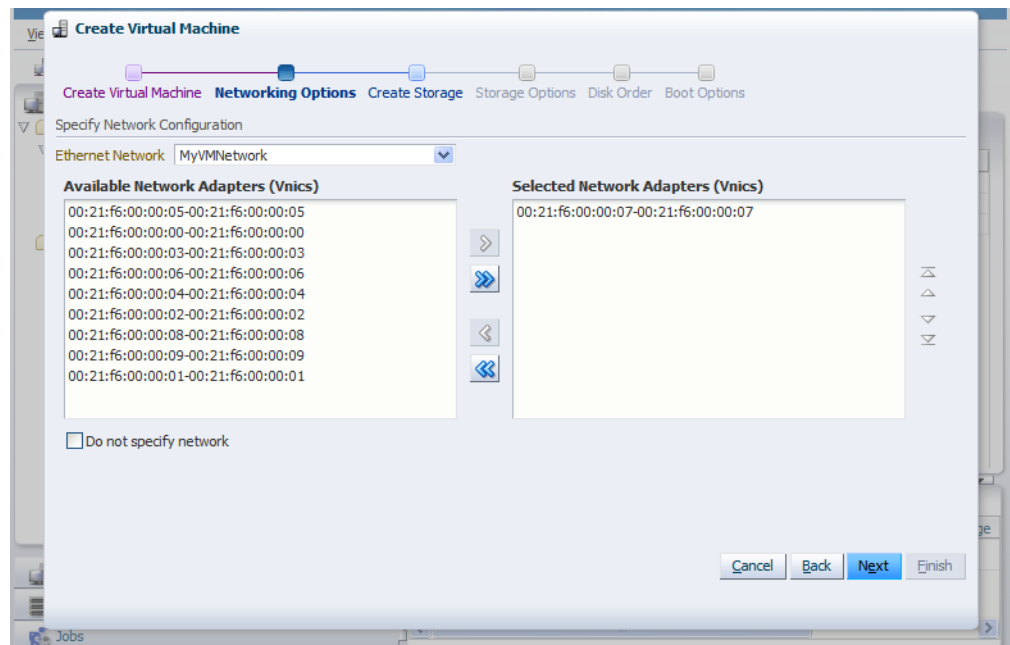 Vie
Create Virtual Machine
Create Virtual Machine Networking Options Create Storage Storage Options Disk Order Boot Options
Specify Network Configuration
Ethernet Network MyVMNetwork
Available Network Adapters (Vnics) Selected Network Adapters (Vnics)
00:21:f6:00:00:05-00:21:f6:00:00:05 00:21:f6:00:00:07-00:21:f6:00:00:07
00:21:f6:00:00:00-00:21:f6:00:00:00
00:21:f6:00:00:03-00:21:f6:00:00:03
00:21:f6:00:00:06-00:21:f6:00:00:06
00:21:f6:00:00:04-00:21:f6:00:00:04
00:21:f6:00:00:02-00:21:f6:00:00:02
00:21:f6:00:00:08-00:21:f6:00:00:08
00:21:f6:00:00:09-00:21:f6:00:00:09
00:21:f6:00:00:01-00:21:f6:00:00:01
Do not specify network
ge
Cancel Back Next Finish
Jobs